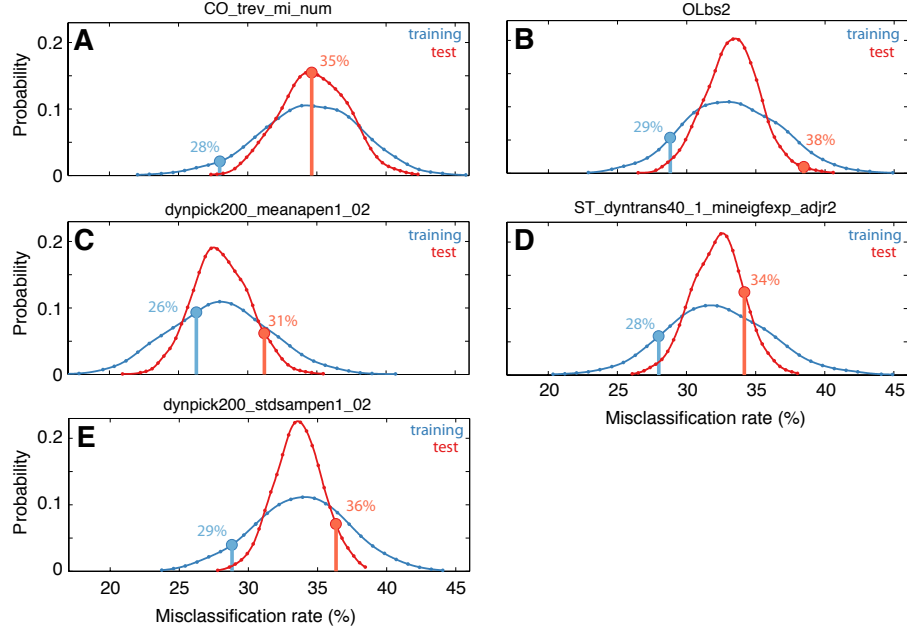 CO_trev_mi_num
A
training
test
35%
28%
Probability
0.2
0.1
0
OLbs2
B
training
test
29%
38%
dynpick200_meanapen1_02
C
training
test
26%
31%
Probability
0.2
0.1
0
ST_dyntrans40_1_mineigfexp_adjr2
D
training
test
34%
28%
20 25 30 35 40 45
Misclassification rate (%)
dynpick200_stdsampen1_02
E
training
test
36%
29%
Probability
0.2
0.1
0
20 25 30 35 40 45
Misclassification rate (%)